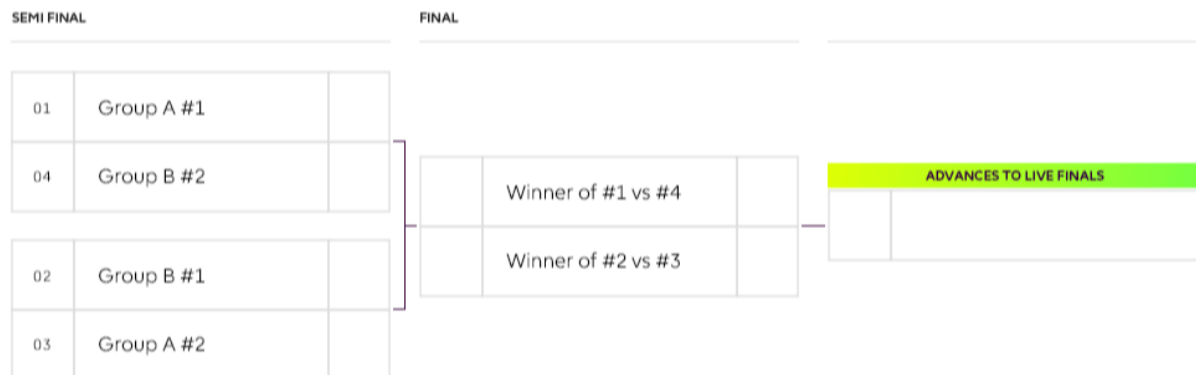 SEMI FINAL
FINAL
01 Group A #1
04 Group B #2
02 Group B #1
03 Group A #2
Winner of #1 vs #4
Winner of #2 vs #3
ADVANCES TO LIVE FINALS